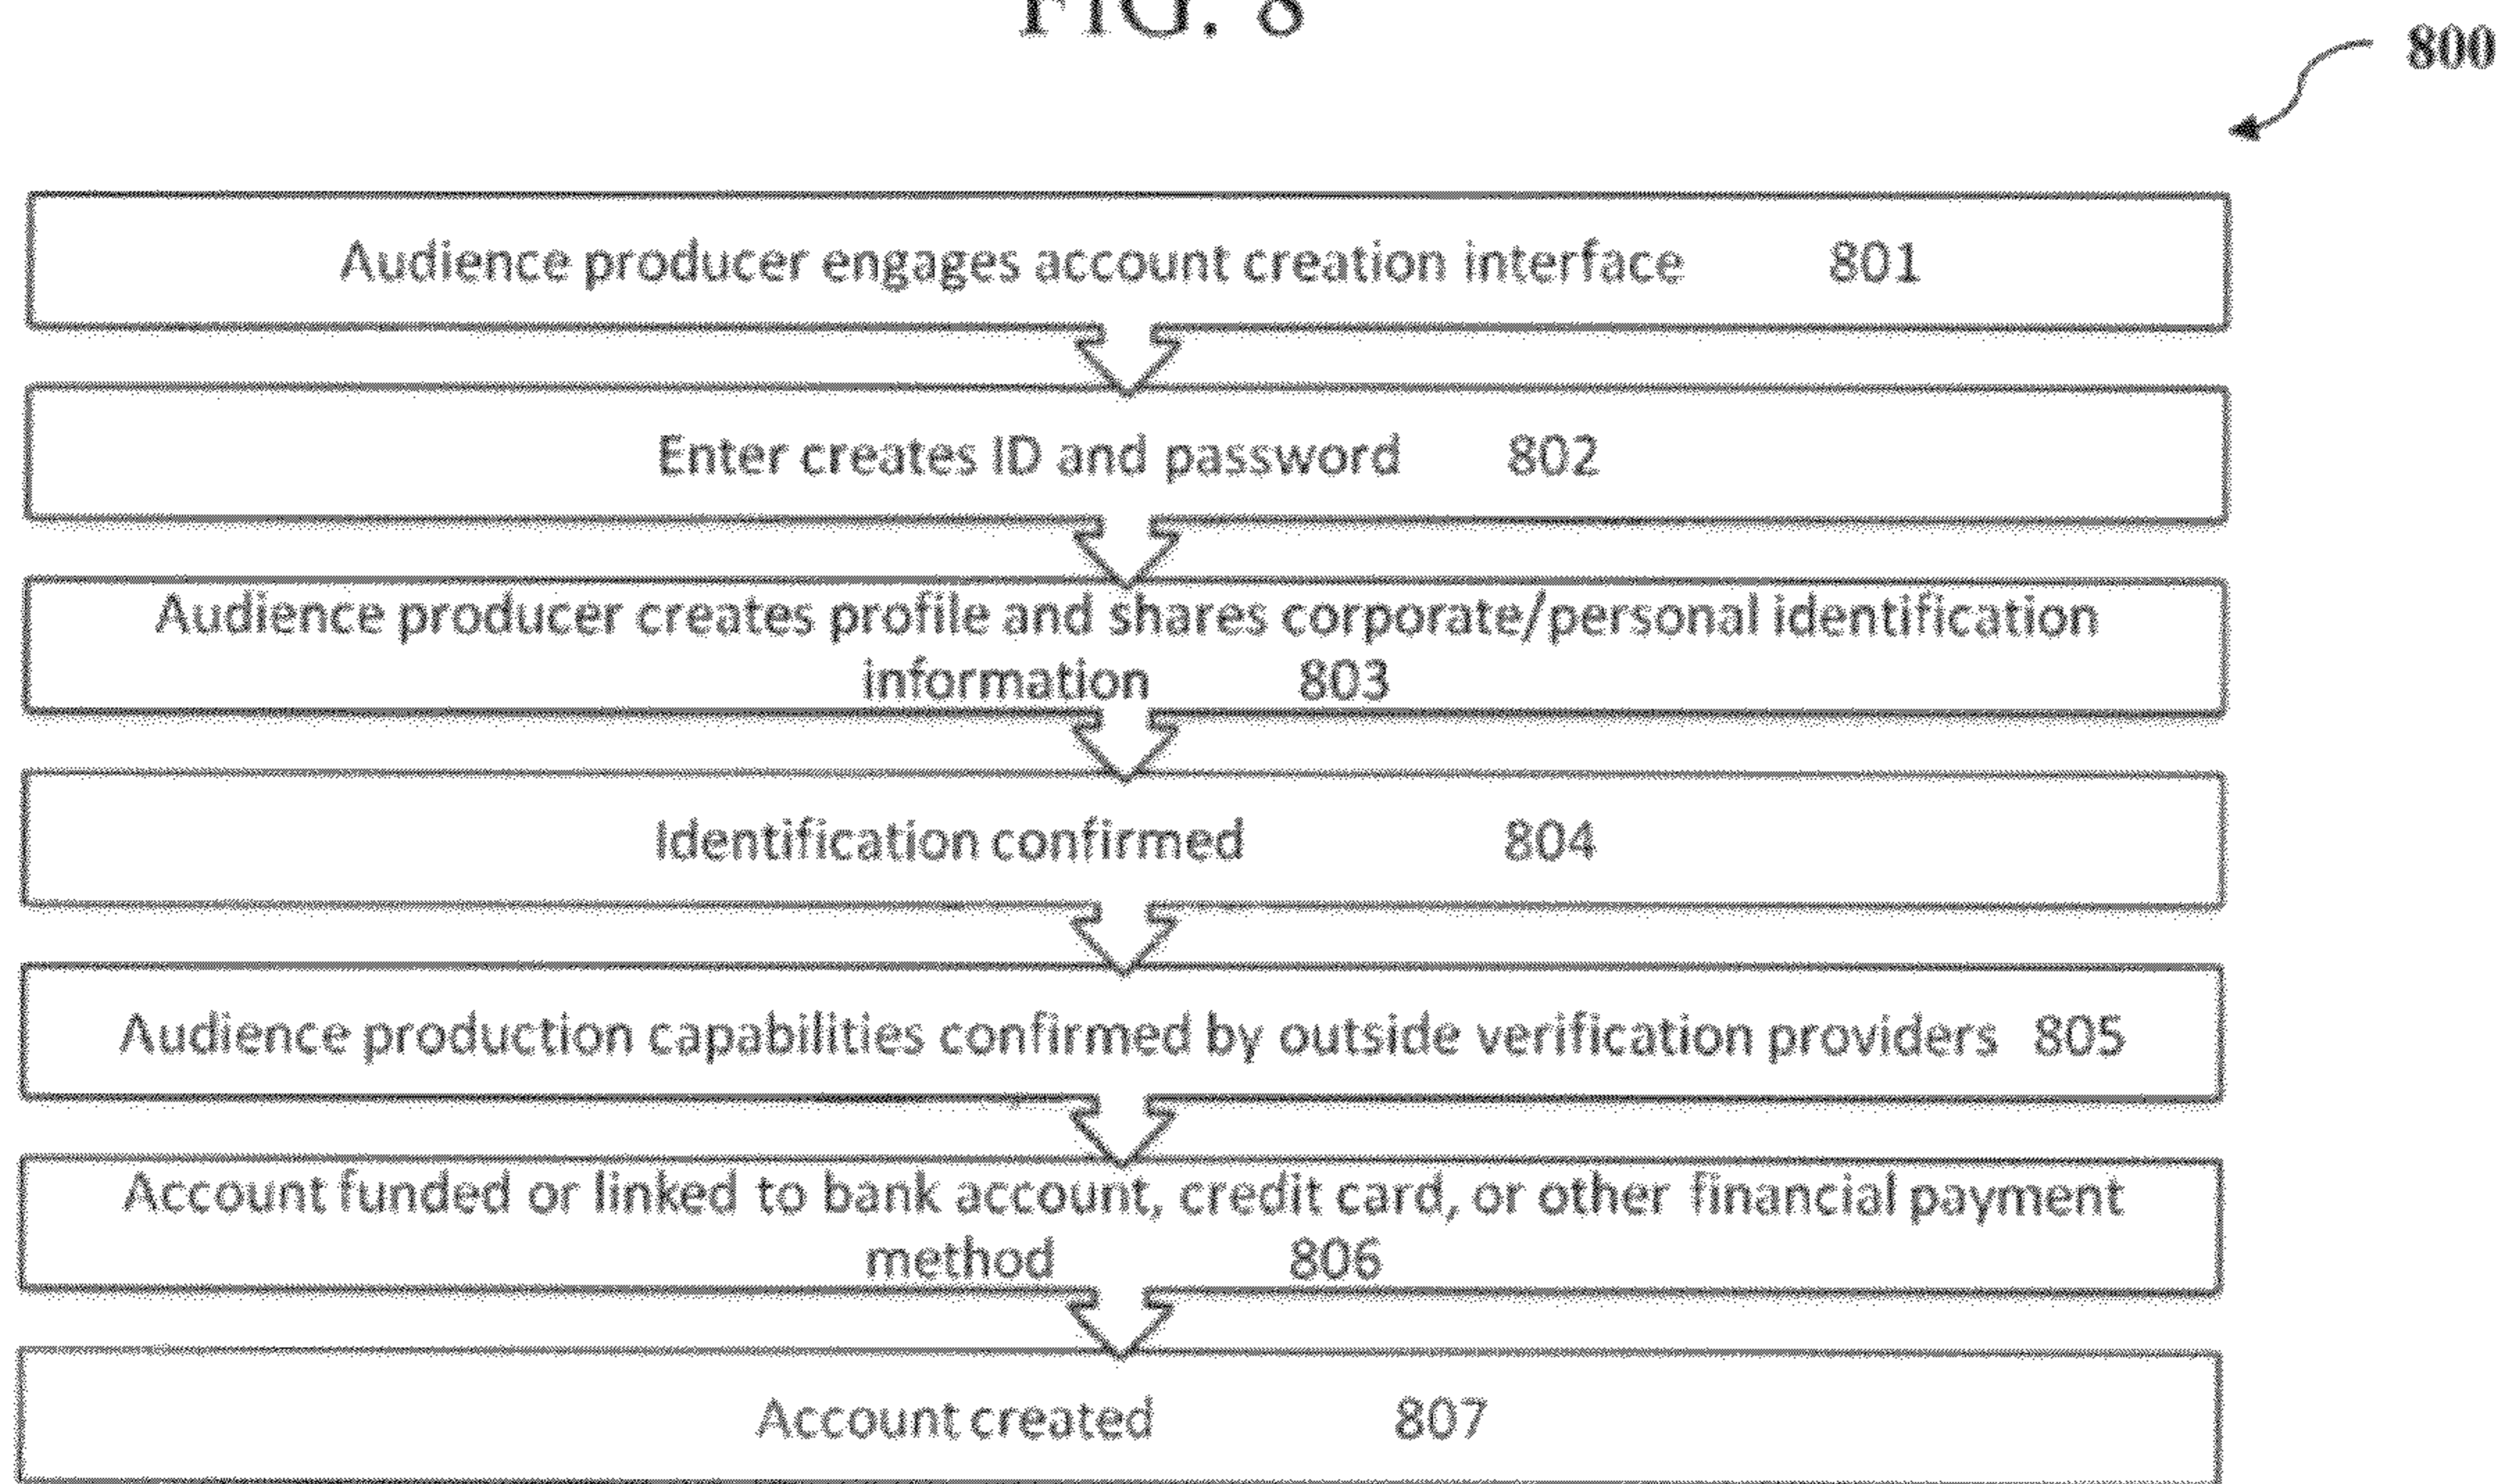 FIG. 8
800
Audience producer engages account creation interface 801
Enter creates ID and password 802
Audience producer creates profile and shares corporate/personal identification
information 803
Identification confirmed 804
Audience production capabilities confirmed by outside verification providers 805
Account funded or linked to bank account, credit card, or other financial payment
method 806
Account created 807